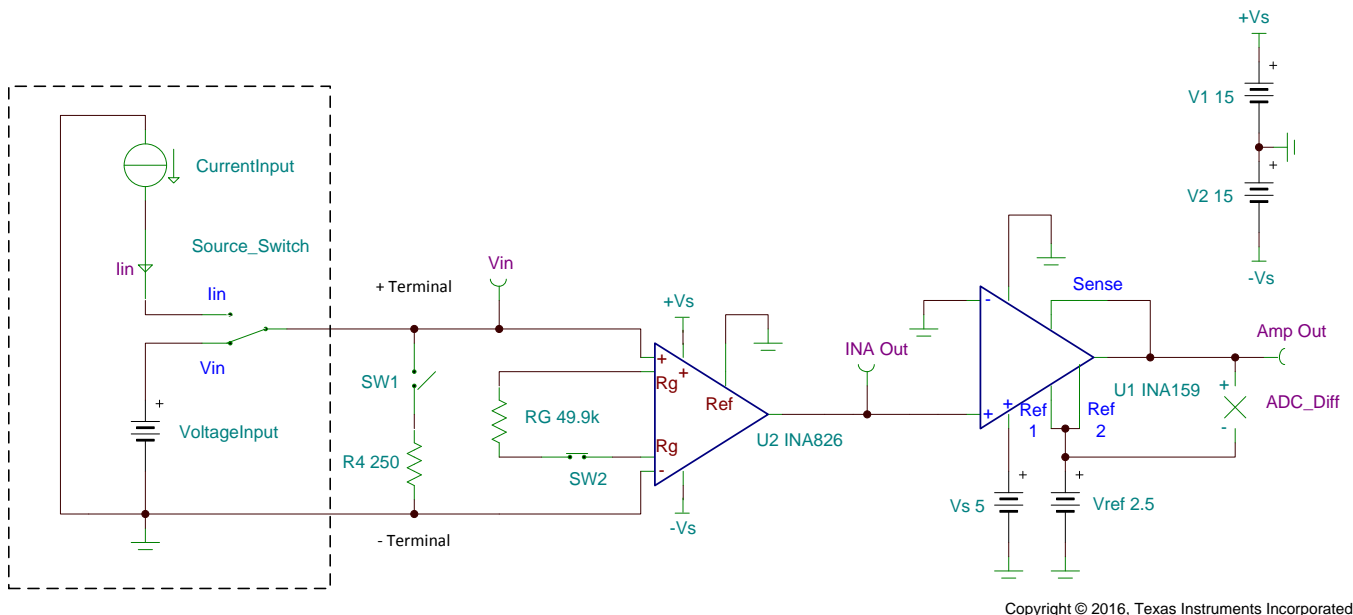 +Vs
+
V1 15
+
V2 15
-Vs
CurrentInput
Source_Switch
Iin
Iin
Vin
+
VoltageInput
+ Terminal
Vin
SW1
R4 250
- Terminal
+Vs
+
+
Rg
RG 49.9k
Ref
Rg
-
SW2
U2 INA826
-Vs
INA Out
-
Sense
+
+
Ref
1
Ref
2
U1 INA159
Amp Out
+
ADC_Diff
-
+
Vs 5
+
Vref 2.5
Copyright © 2016, Texas Instruments Incorporated